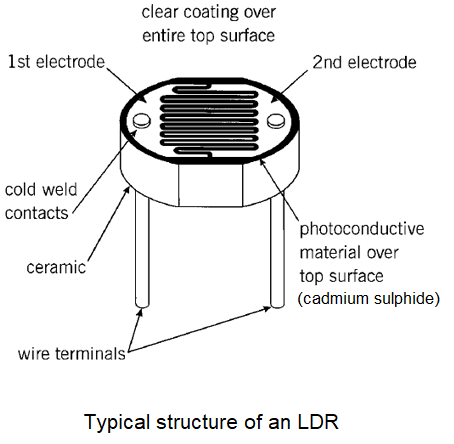 clear coating over
entire top surface
1st electrode
2nd electrode
cold weld
contacts
photoconductive
material over
top surface
(cadmium sulphide)
ceramic
wire terminals
Typical structure of an LDR